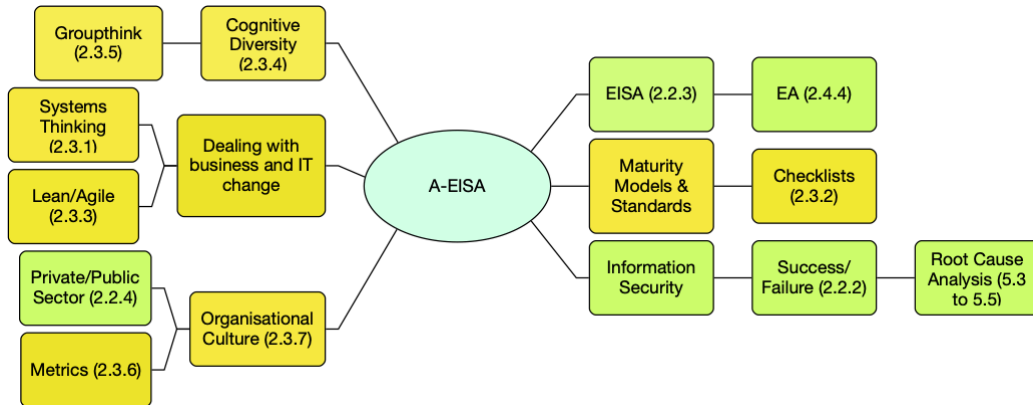 Groupthink
(2.3.5)
Cognitive
Diversity
(2.3.4)
Systems
Thinking
(2.3.1)
Lean/Agile
(2.3.3)
Dealing with
business and IT
change
Private/Public
Sector (2.2.4)
Metrics (2.3.6)
Organisational
Culture (2.3.7)
A-EISA
EISA (2.2.3)
EA (2.4.4)
Maturity
Models &
Standards
Checklists
(2.3.2)
Information
Security
Success/
Failure (2.2.2)
Root Cause
Analysis (5.3
to 5.5)